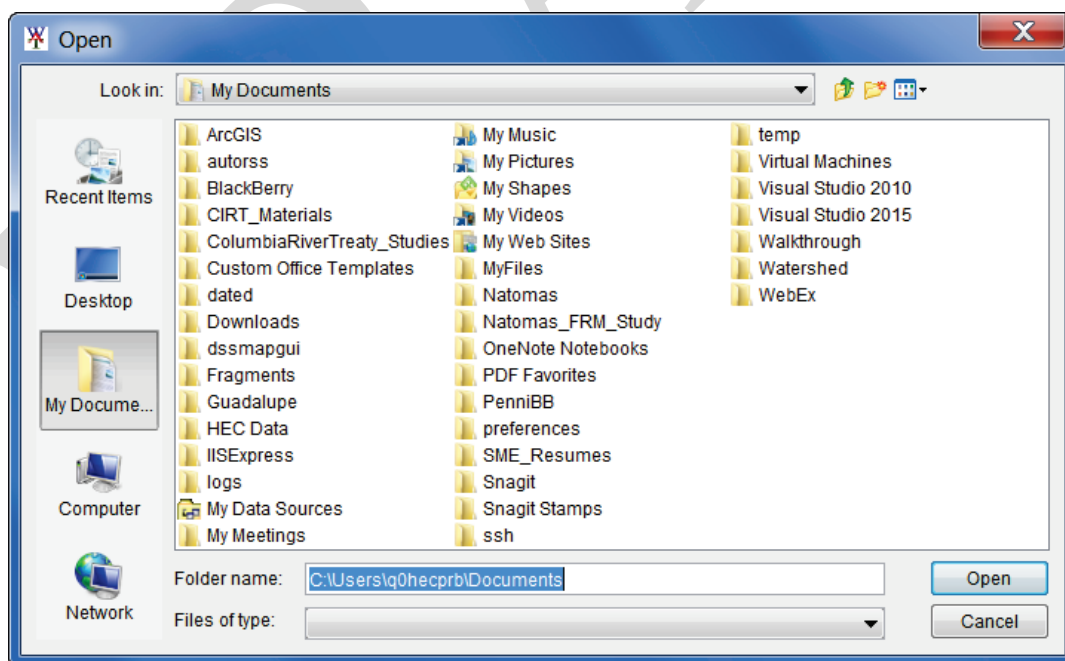 Open
X
Look in: My Documents
Recent Items
Desktop
My Docume...
Computer
Network
ArcGIS
autorss
BlackBerry
CIRT_Materials
ColumbiaRiverTreaty_Studies
Custom Office Templates
dated
Downloads
dssmapgui
Fragments
Guadalupe
HEC Data
IISExpress
logs
My Data Sources
My Meetings
My Music
My Pictures
My Shapes
My Videos
My Web Sites
MyFiles
Natomas
Natomas_FRM_Study
OneNote Notebooks
PDF Favorites
PenniBB
preferences
SME_Resumes
Snagit
Snagit Stamps
ssh
temp
Virtual Machines
Visual Studio 2010
Visual Studio 2015
Walkthrough
Watershed
WebEx
Folder name: C:\Users\q0hecprb\Documents Open
Files of type: Cancel